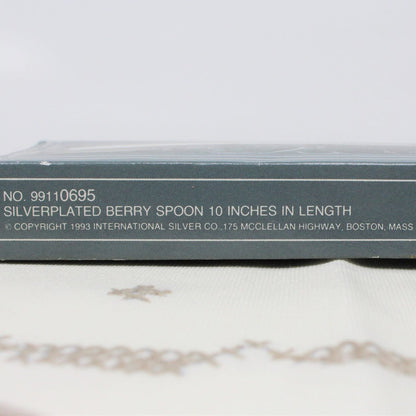 NO. 99110695
SILVERPLATED BERRY SPOON 10 INCHES IN LENGTH
© COPYRIGHT 1993 INTERNATIONAL SILVER CO., 175 MCCLELLAN HIGHWAY, BOSTON, MASS